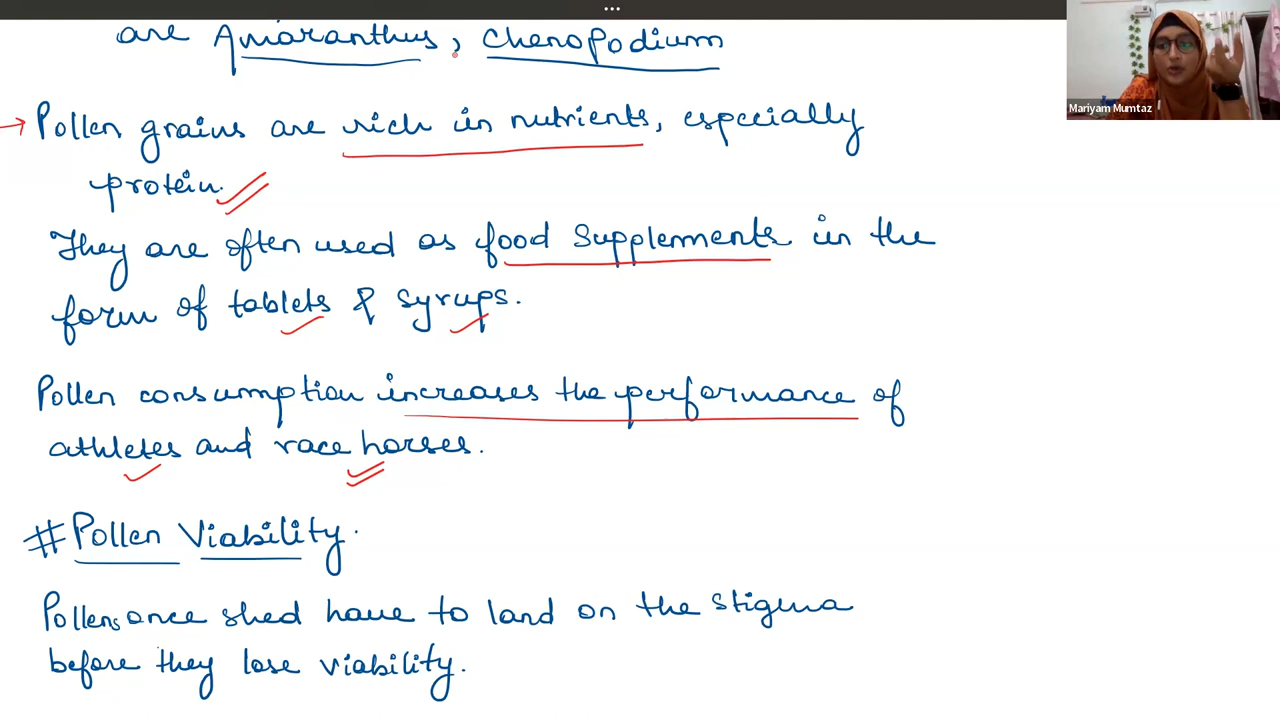 ...
are Amaranthus, Chenopodium
Mariyam Mumtaz
→ Pollen grains are rich in nutrients, especially
protein.
They are often used as food supplements in the
form of tablets & syrups.
Pollen consumption increases the performance of
athletes and race horses.
# Pollen Viability.
Pollens once shed have to land on the stigma
before they lose viability.